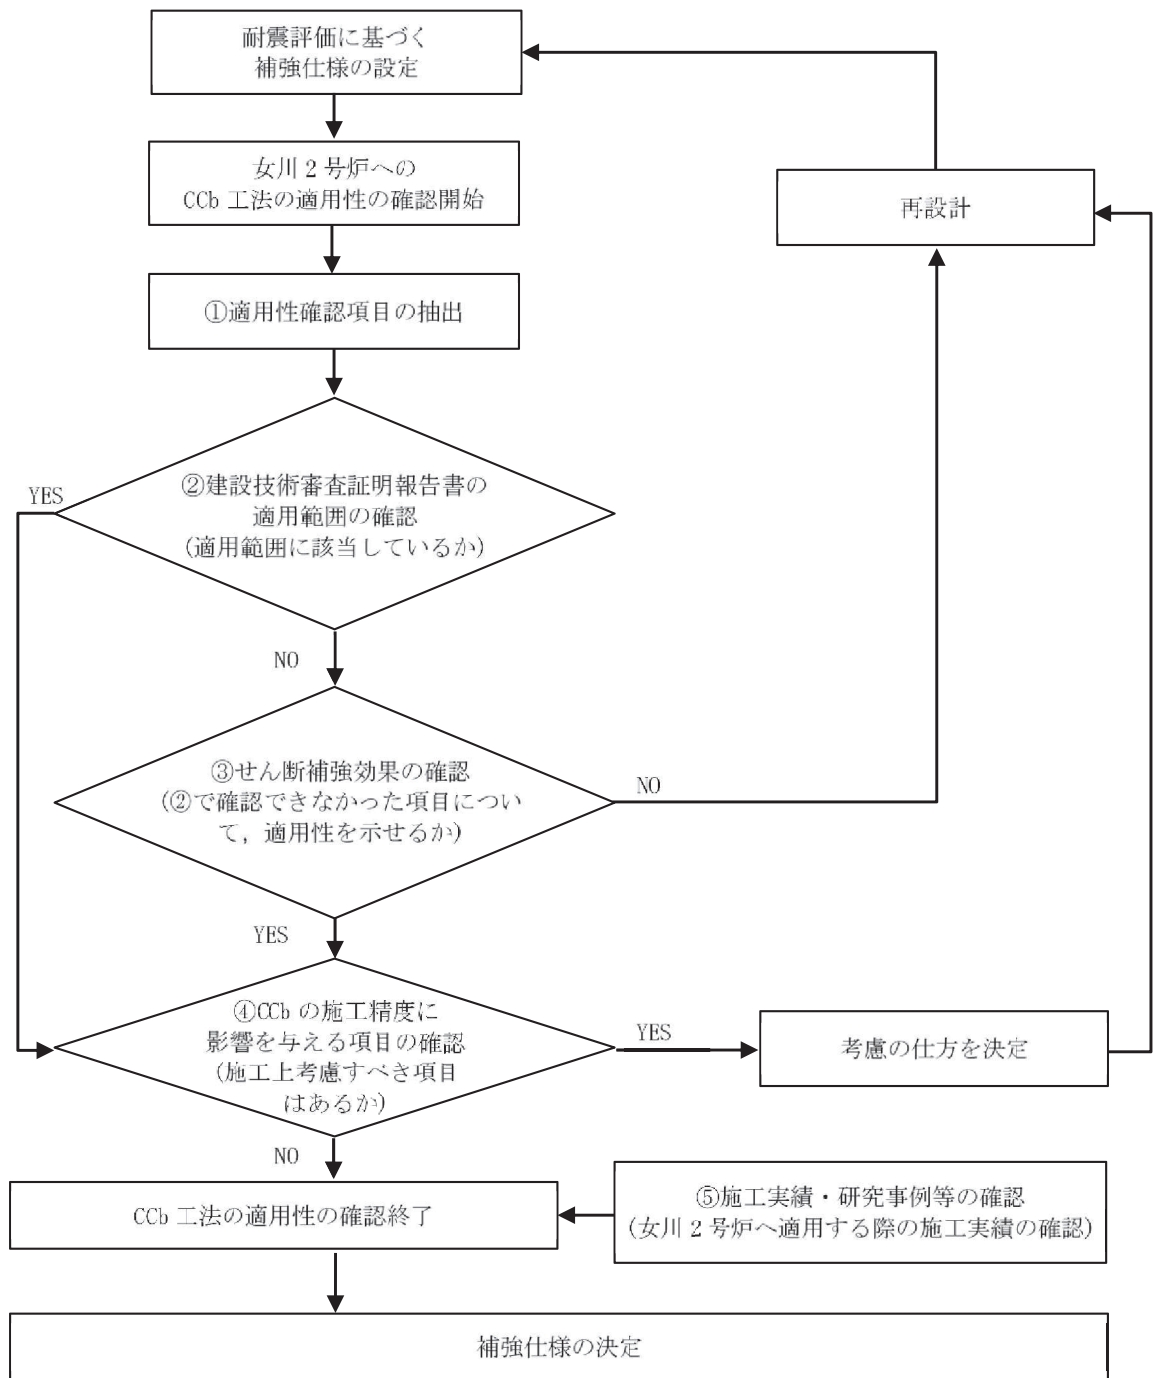 耐震評価に基づく
補強仕様の設定
女川２号炉への
CCb 工法の適用性の確認開始
再設計
①適用性確認項目の抽出
YES
②建設技術審査証明報告書の
適用範囲の確認
(適用範囲に該当しているか)
NO
③せん断補強効果の確認
(②で確認できなかった項目につい
て，適用性を示せるか)
NO
YES
④CCb の施工精度に
影響を与える項目の確認
(施工上考慮すべき項目
はあるか)
YES
考慮の仕方を決定
NO
CCb 工法の適用性の確認終了
⑤施工実績・研究事例等の確認
(女川２号炉へ適用する際の施工実績の確認)
補強仕様の決定